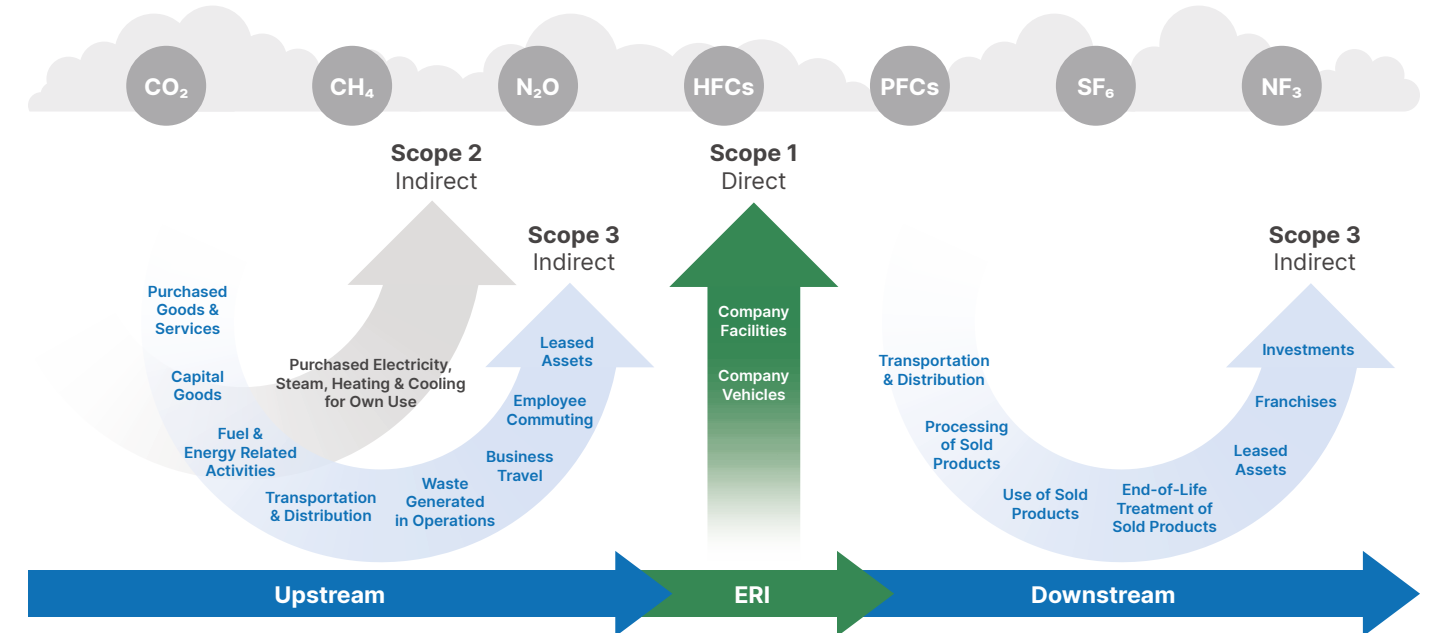 CO₂
CH₄
N₂O
HFCs
PFCs
SF₆
NF₃
Scope 2
Indirect
Scope 1
Direct
Scope 3
Indirect
Scope 3
Indirect
Purchased
Goods &
Services
Capital
Goods
Fuel &
Energy Related
Activities
Transportation
& Distribution
Waste
Generated
in Operations
Business
Travel
Employee
Commuting
Leased
Assets
Purchased Electricity,
Steam, Heating & Cooling
for Own Use
Company
Facilities
Company
Vehicles
Transportation
& Distribution
Processing
of Sold
Products
Use of Sold
Products
End-of-Life
Treatment of
Sold Products
Leased
Assets
Franchises
Investments
Upstream
ERI
Downstream